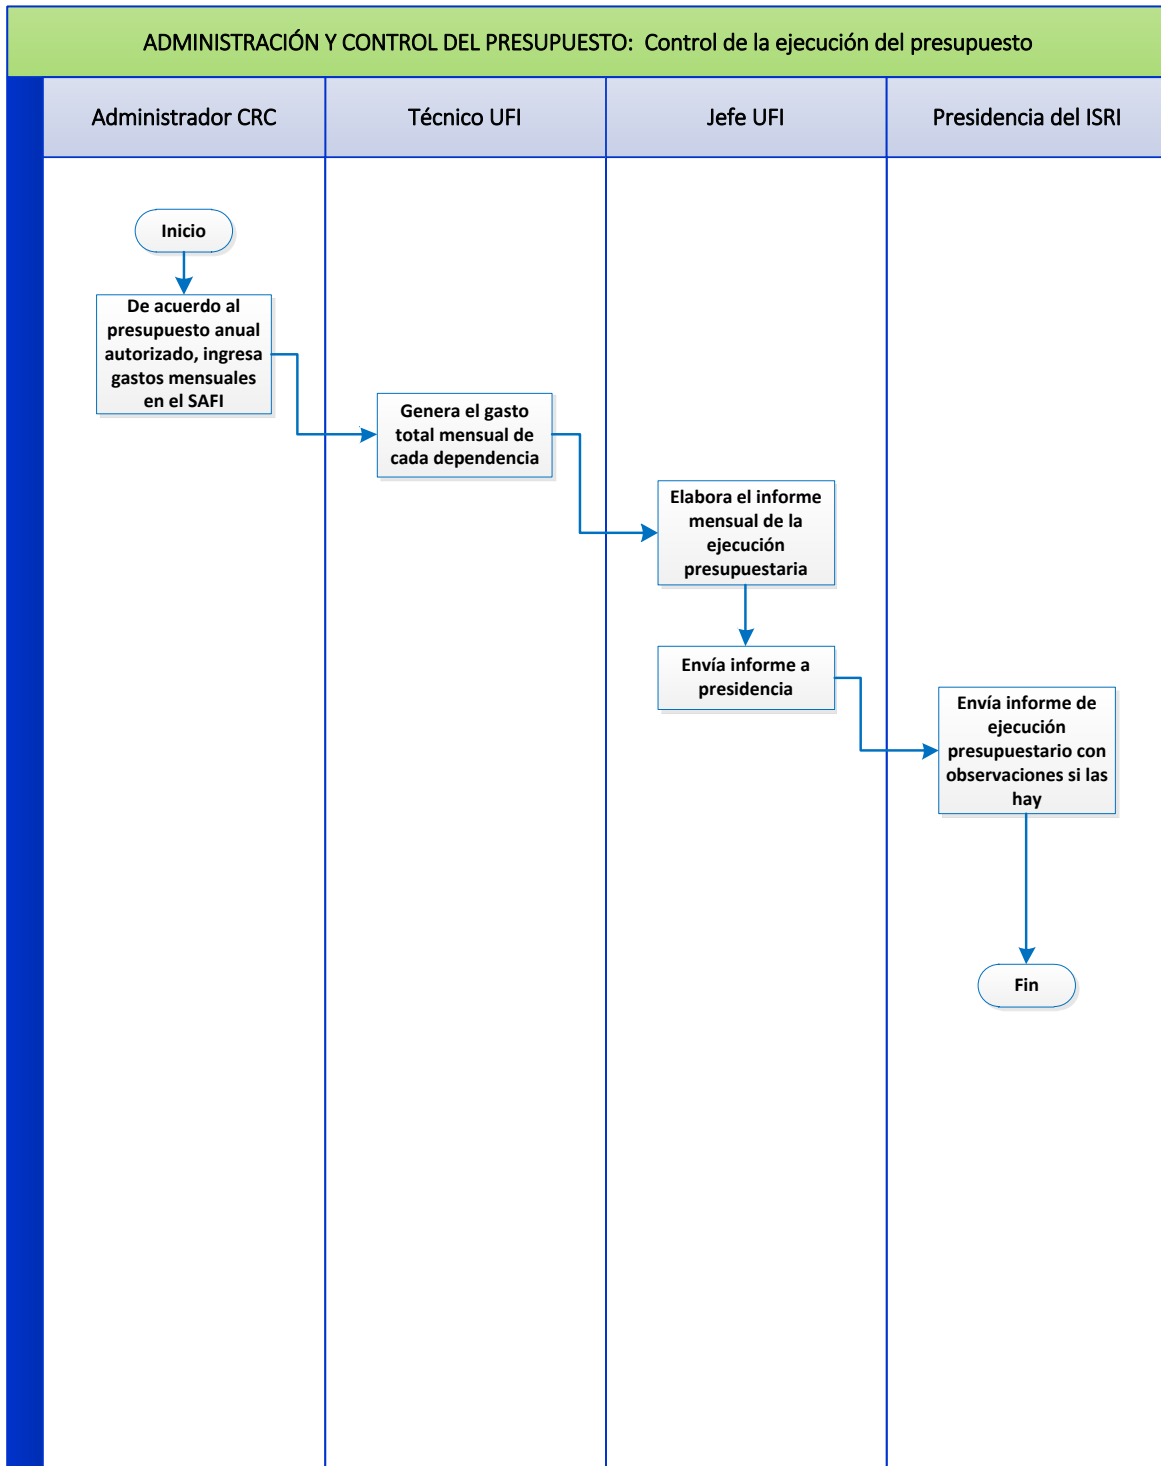 ADMINISTRACIÓN Y CONTROL DEL PRESUPUESTO: Control de la ejecución del presupuesto
Administrador CRC
Técnico UFI
Jefe UFI
Presidencia del ISRI
Inicio
De acuerdo al
presupuesto anual
autorizado, ingresa
gastos mensuales
en el SAFI
Genera el gasto
total mensual de
cada dependencia
Elabora el informe
mensual de la
ejecución
presupuestaria
Envía informe a
presidencia
Envía informe de
ejecución
presupuestario con
observaciones si las
hay
Fin